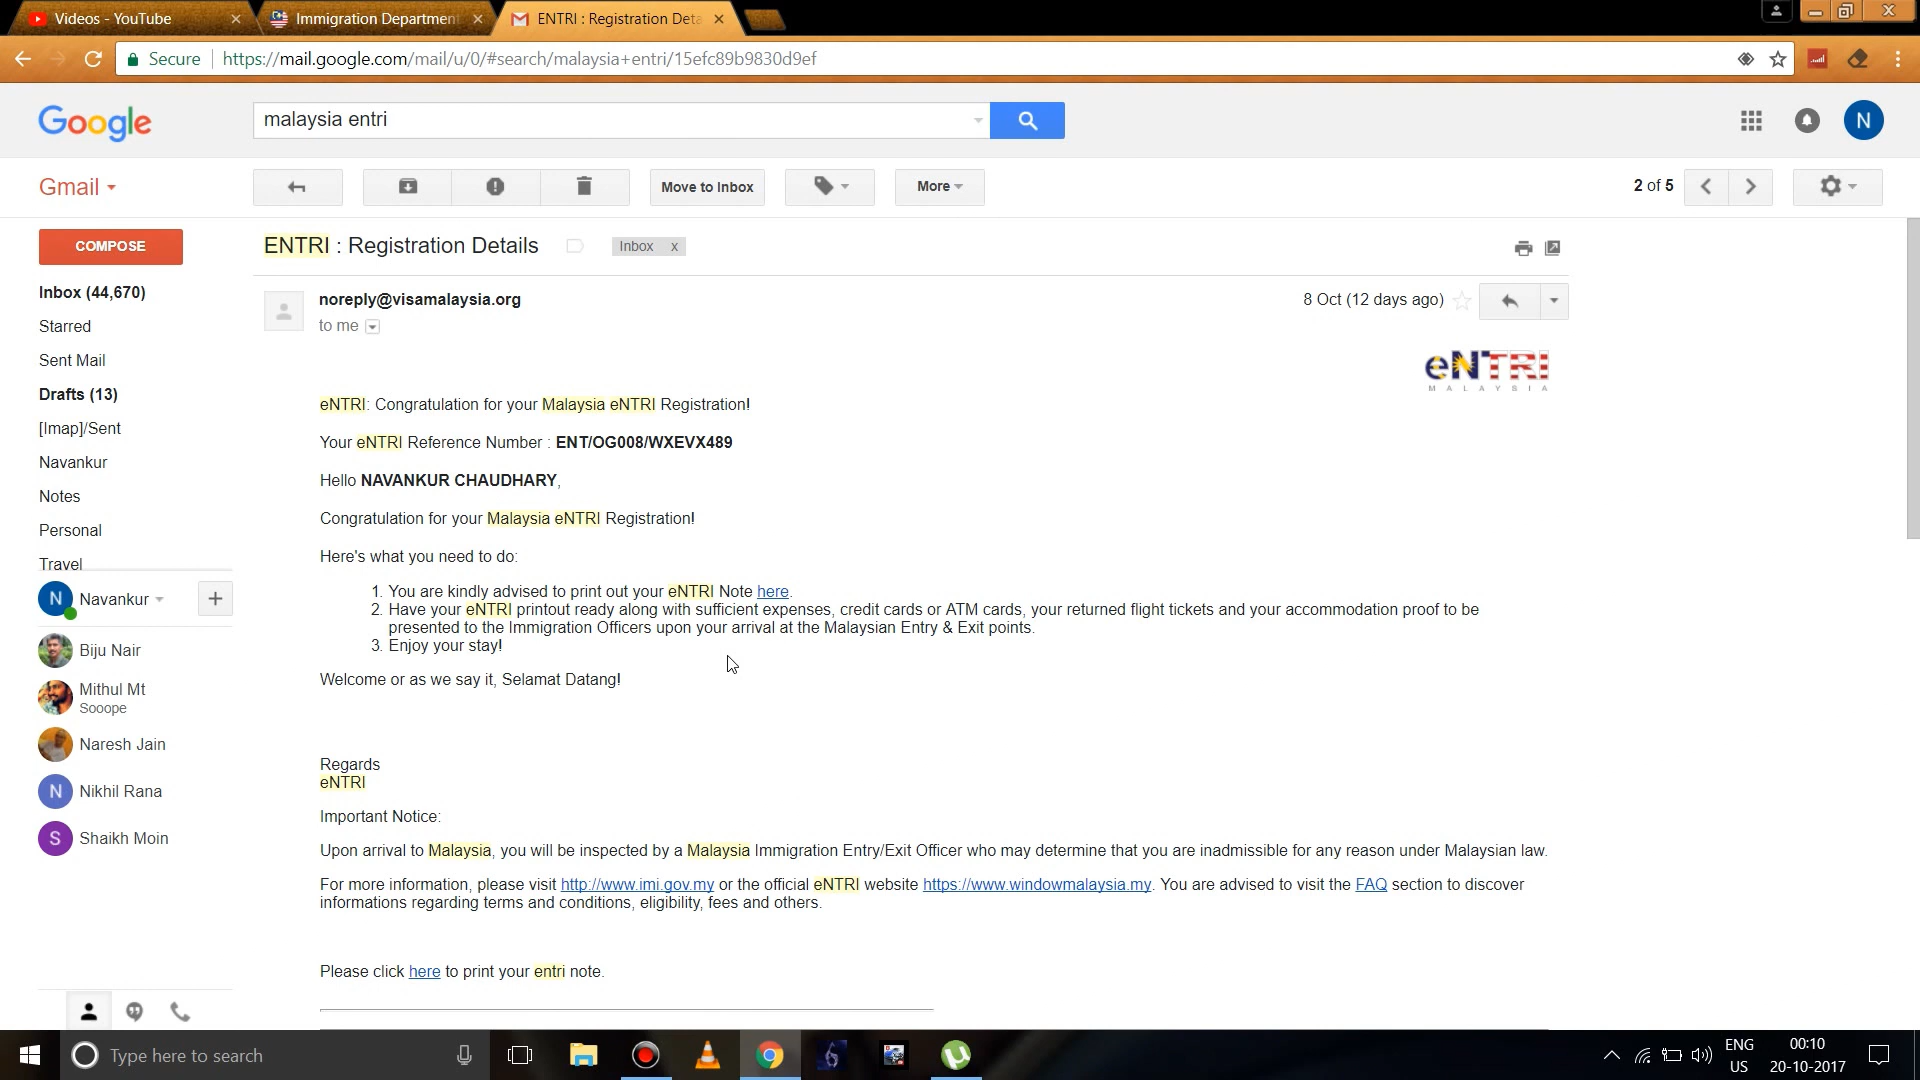 Videos - YouTube
Immigration Department
ENTRI : Registration Deta
Secure
https://mail.google.com/mail/u/0/#search/malaysia+entri/15efc89b9830d9ef
Google
malaysia entri
N
Gmail
Move to Inbox
More
2 of 5
COMPOSE
ENTRI : Registration Details
Inbox x
Inbox (44,670)
Starred
Sent Mail
Drafts (13)
[Imap]/Sent
Navankur
Notes
Personal
Travel
N Navankur
Biju Nair
Mithul Mt
Sooope
Naresh Jain
N Nikhil Rana
S Shaikh Moin
noreply@visamalaysia.org
8 Oct (12 days ago)
to me
eNTRI
MALAYSIA
eNTRI: Congratulation for your Malaysia eNTRI Registration!
Your eNTRI Reference Number : ENT/OG008/WXEVX489
Hello NAVANKUR CHAUDHARY,
Congratulation for your Malaysia eNTRI Registration!
Here's what you need to do:
1. You are kindly advised to print out your eNTRI Note here.
2. Have your eNTRI printout ready along with sufficient expenses, credit cards or ATM cards, your returned flight tickets and your accommodation proof to be
presented to the Immigration Officers upon your arrival at the Malaysian Entry & Exit points.
3. Enjoy your stay!
Welcome or as we say it, Selamat Datang!
Regards
eNTRI
Important Notice:
Upon arrival to Malaysia, you will be inspected by a Malaysia Immigration Entry/Exit Officer who may determine that you are inadmissible for any reason under Malaysian law.
For more information, please visit http://www.imi.gov.my or the official eNTRI website https://www.windowmalaysia.my. You are advised to visit the FAQ section to discover
informations regarding terms and conditions, eligibility, fees and others.
Please click here to print your entri note.
Type here to search
ENG
US
00:10
20-10-2017